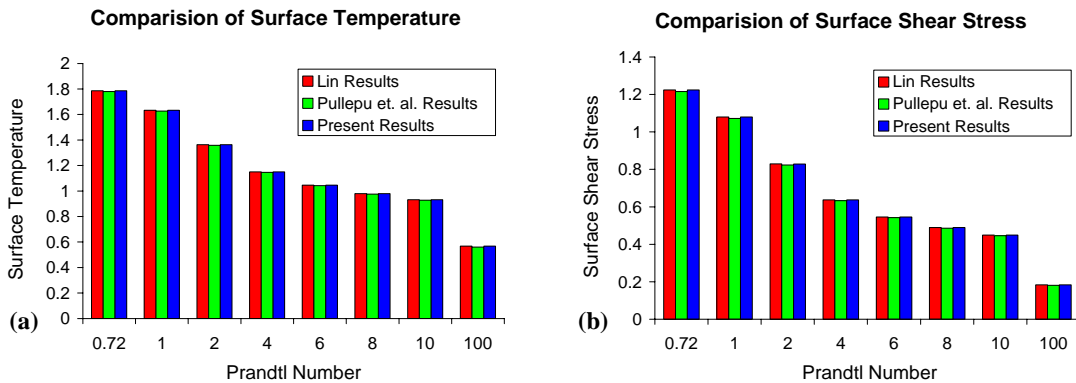 Comparision of Surface Temperature
2
1.8
1.6
1.4
1.2
1
0.8
0.6
0.4
0.2
0
Surface Temperature
Lin Results
Pullepu et. al. Results
Present Results
0.72 1 2 4 6 8 10 100
Prandtl Number
(a)
Comparision of Surface Shear Stress
1.4
1.2
1
0.8
0.6
0.4
0.2
0
Surface Shear Stress
Lin Results
Pullepu et. al. Results
Present Results
0.72 1 2 4 6 8 10 100
Prandtl Number
(b)